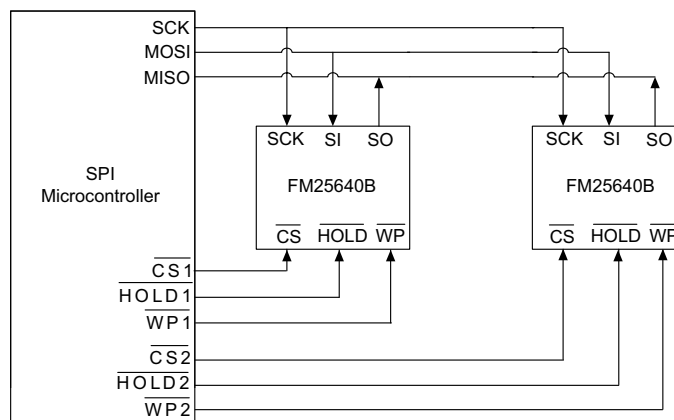 SCK
MOSI
MISO
SPI
Microcontroller
CS1
HOLD1
WP1
CS2
HOLD2
WP2
SCK SI SO
FM25640B
CS HOLD WP
SCK SI SO
FM25640B
CS HOLD WP